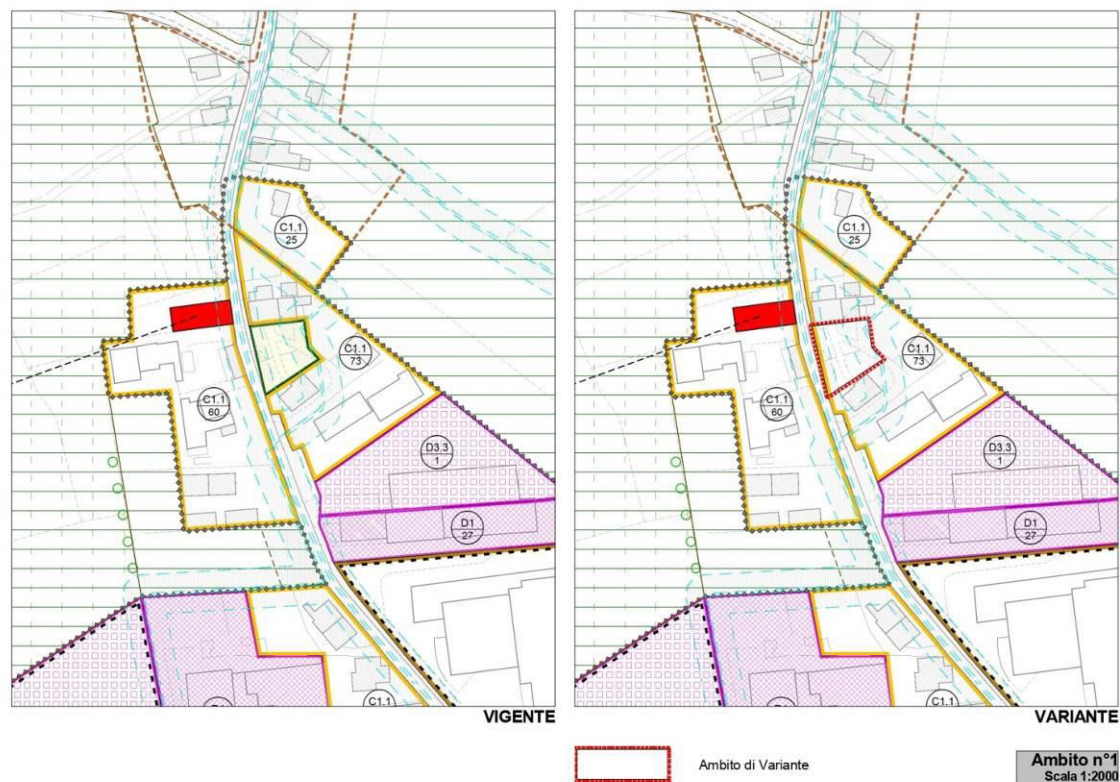 C1.1
25
C1.1
73
C1.1
60
D3.3
1
D1
27
C1.1
VIGENTE
C1.1
25
C1.1
73
C1.1
60
D3.3
1
D1
27
C1.1
VARIANTE
Ambito di Variante
Ambito n°1
Scala 1:2000